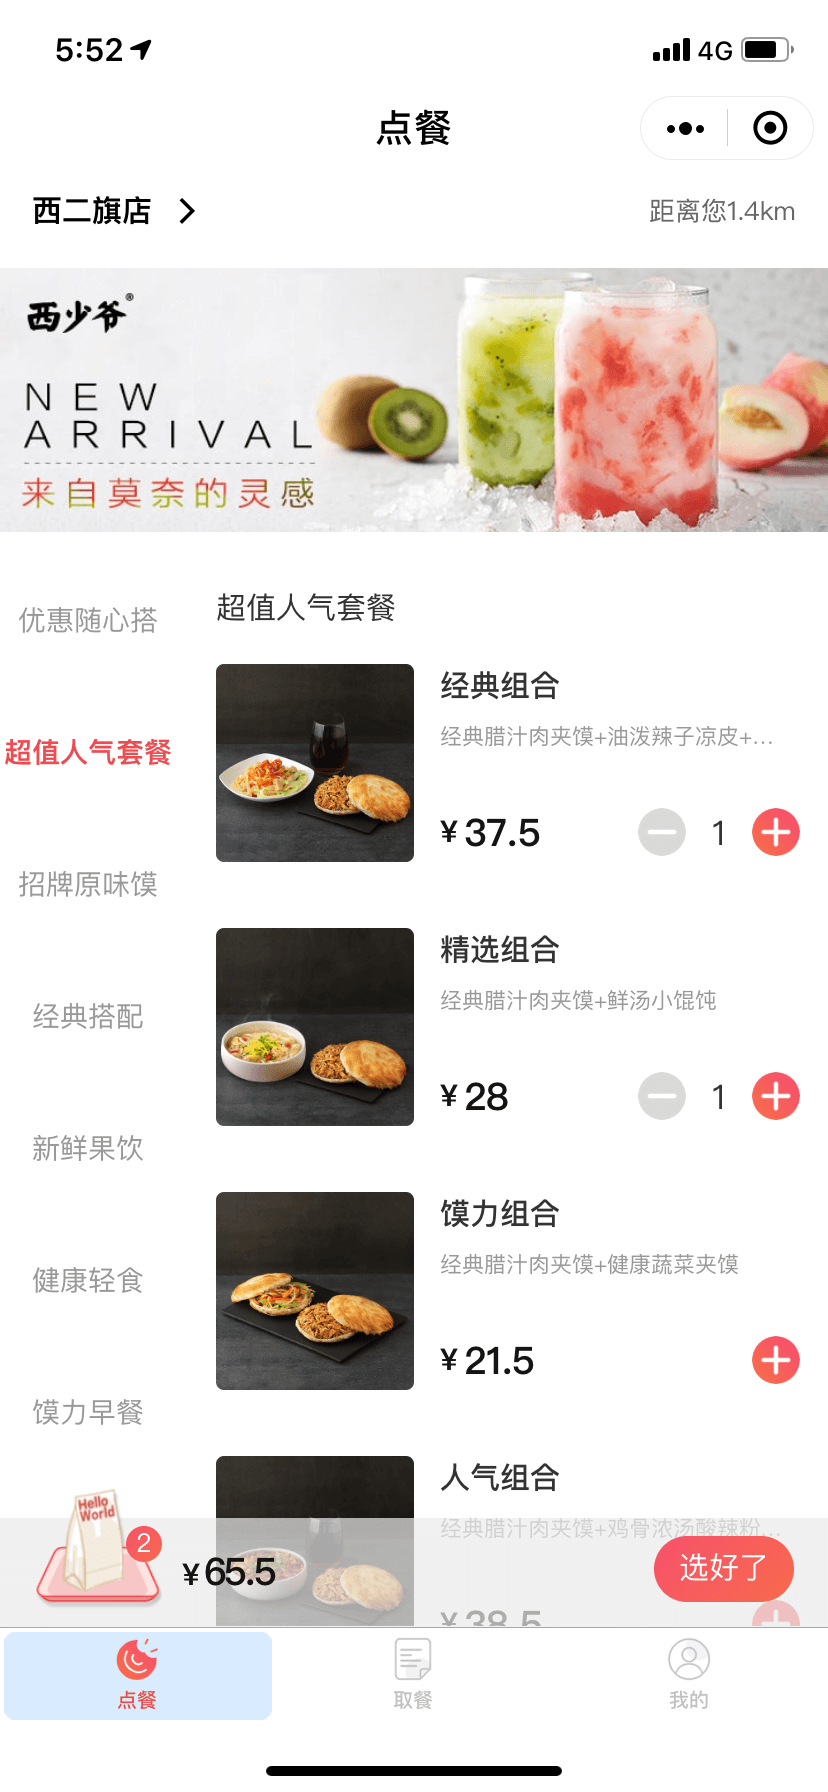 5:52
4G
点餐
西二旗店
距离您1.4km
西少爷®
NEW
ARRIVAL
来自莫奈的灵感
优惠随心搭
超值人气套餐
招牌原味馍
经典搭配
新鲜果饮
健康轻食
馍力早餐
超值人气套餐
经典组合
经典腊汁肉夹馍+油泼辣子凉皮+...
¥37.5
1
精选组合
经典腊汁肉夹馍+鲜汤小馄饨
¥28
1
馍力组合
经典腊汁肉夹馍+健康蔬菜夹馍
¥21.5
人气组合
经典腊汁肉夹馍+鸡骨浓汤酸辣粉...
¥38.5
Hello
World
2
¥65.5
选好了
点餐
取餐
我的